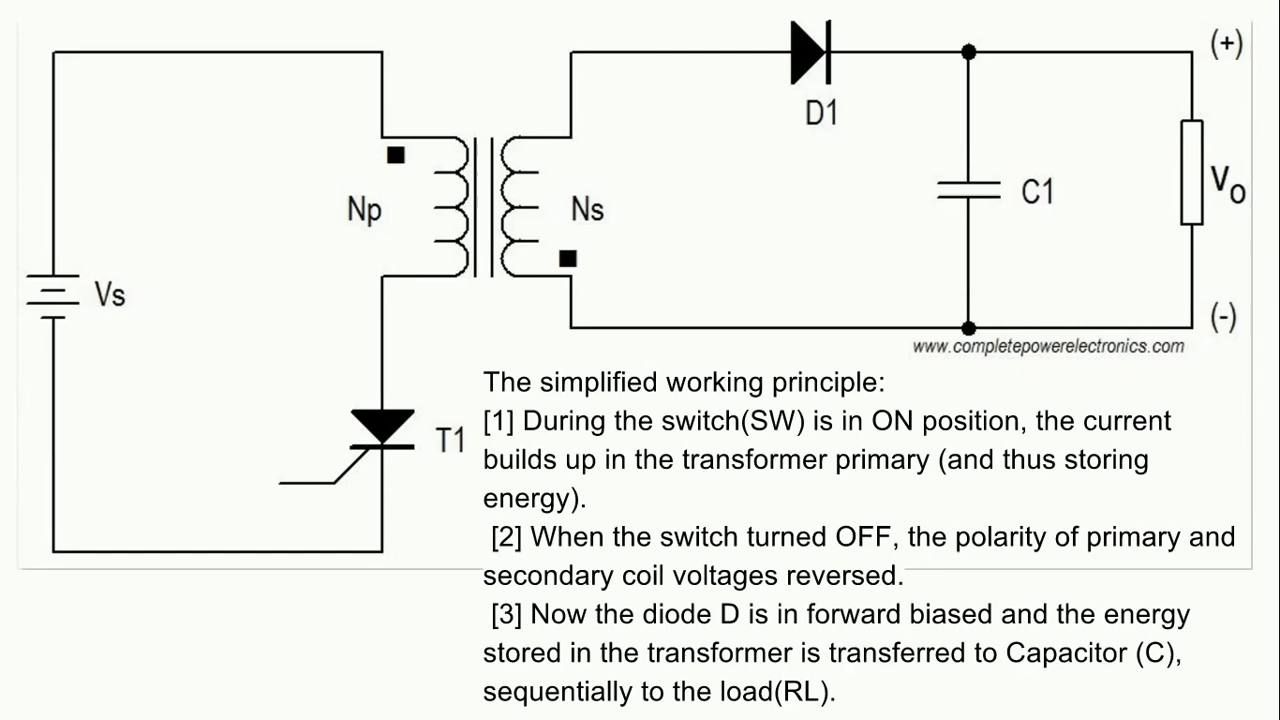 (+)
D1
Np
Ns
C1
Vo
Vs
(-)
www.completepowerelectronics.com
T1
The simplified working principle:
[1] During the switch(SW) is in ON position, the current
builds up in the transformer primary (and thus storing
energy).
[2] When the switch turned OFF, the polarity of primary and
secondary coil voltages reversed.
[3] Now the diode D is in forward biased and the energy
stored in the transformer is transferred to Capacitor (C),
sequentially to the load(RL).